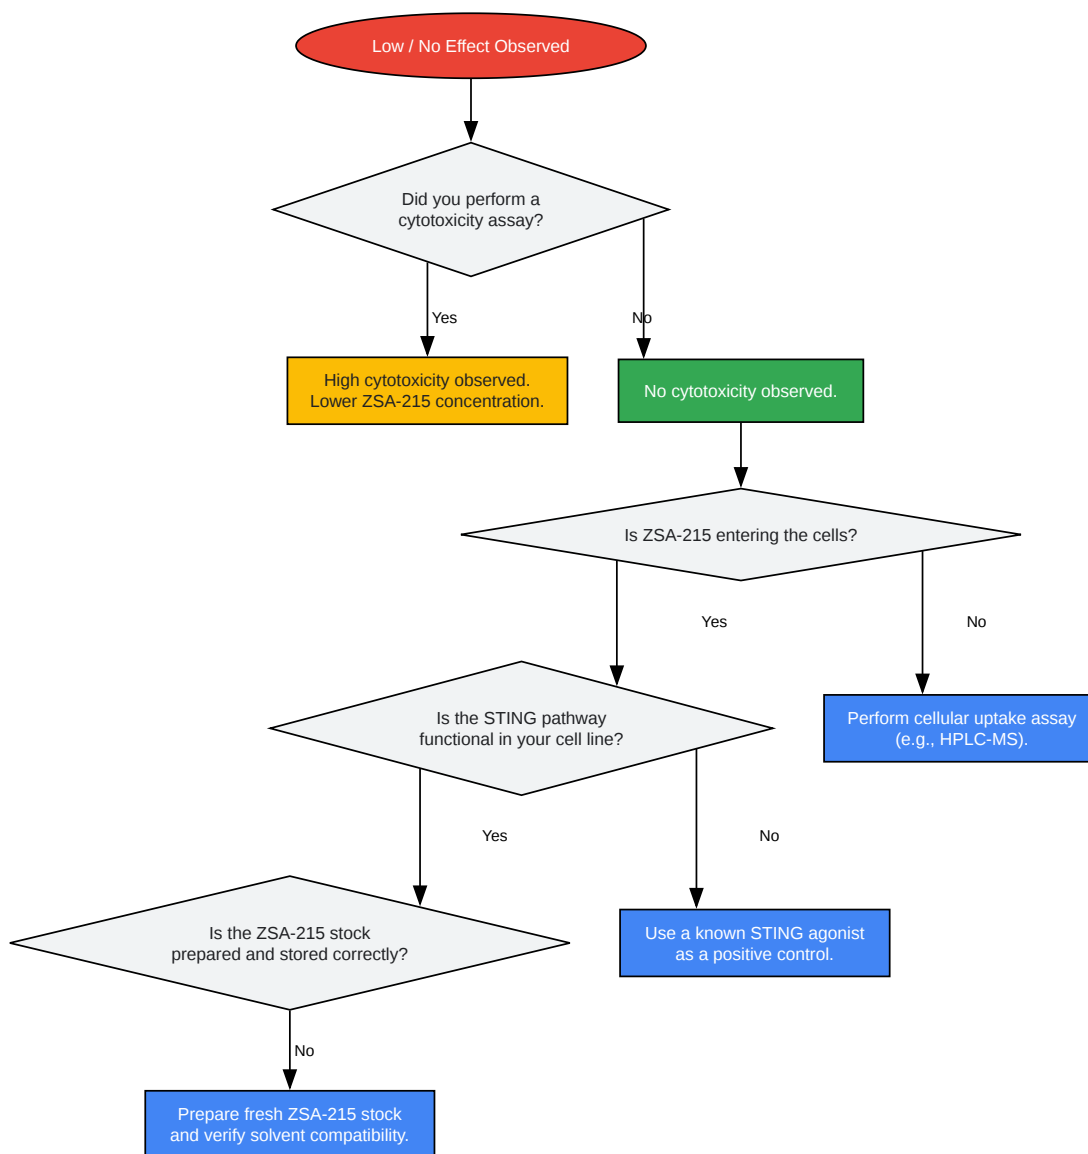 Low / No Effect Observed
Did you perform a
cytotoxicity assay?
Yes
No
High cytotoxicity observed.
Lower ZSA-215 concentration.
No cytotoxicity observed.
Is ZSA-215 entering the cells?
Yes
No
Is the STING pathway
functional in your cell line?
Perform cellular uptake assay
(e.g., HPLC-MS).
Yes
No
Is the ZSA-215 stock
prepared and stored correctly?
Use a known STING agonist
as a positive control.
No
Prepare fresh ZSA-215 stock
and verify solvent compatibility.